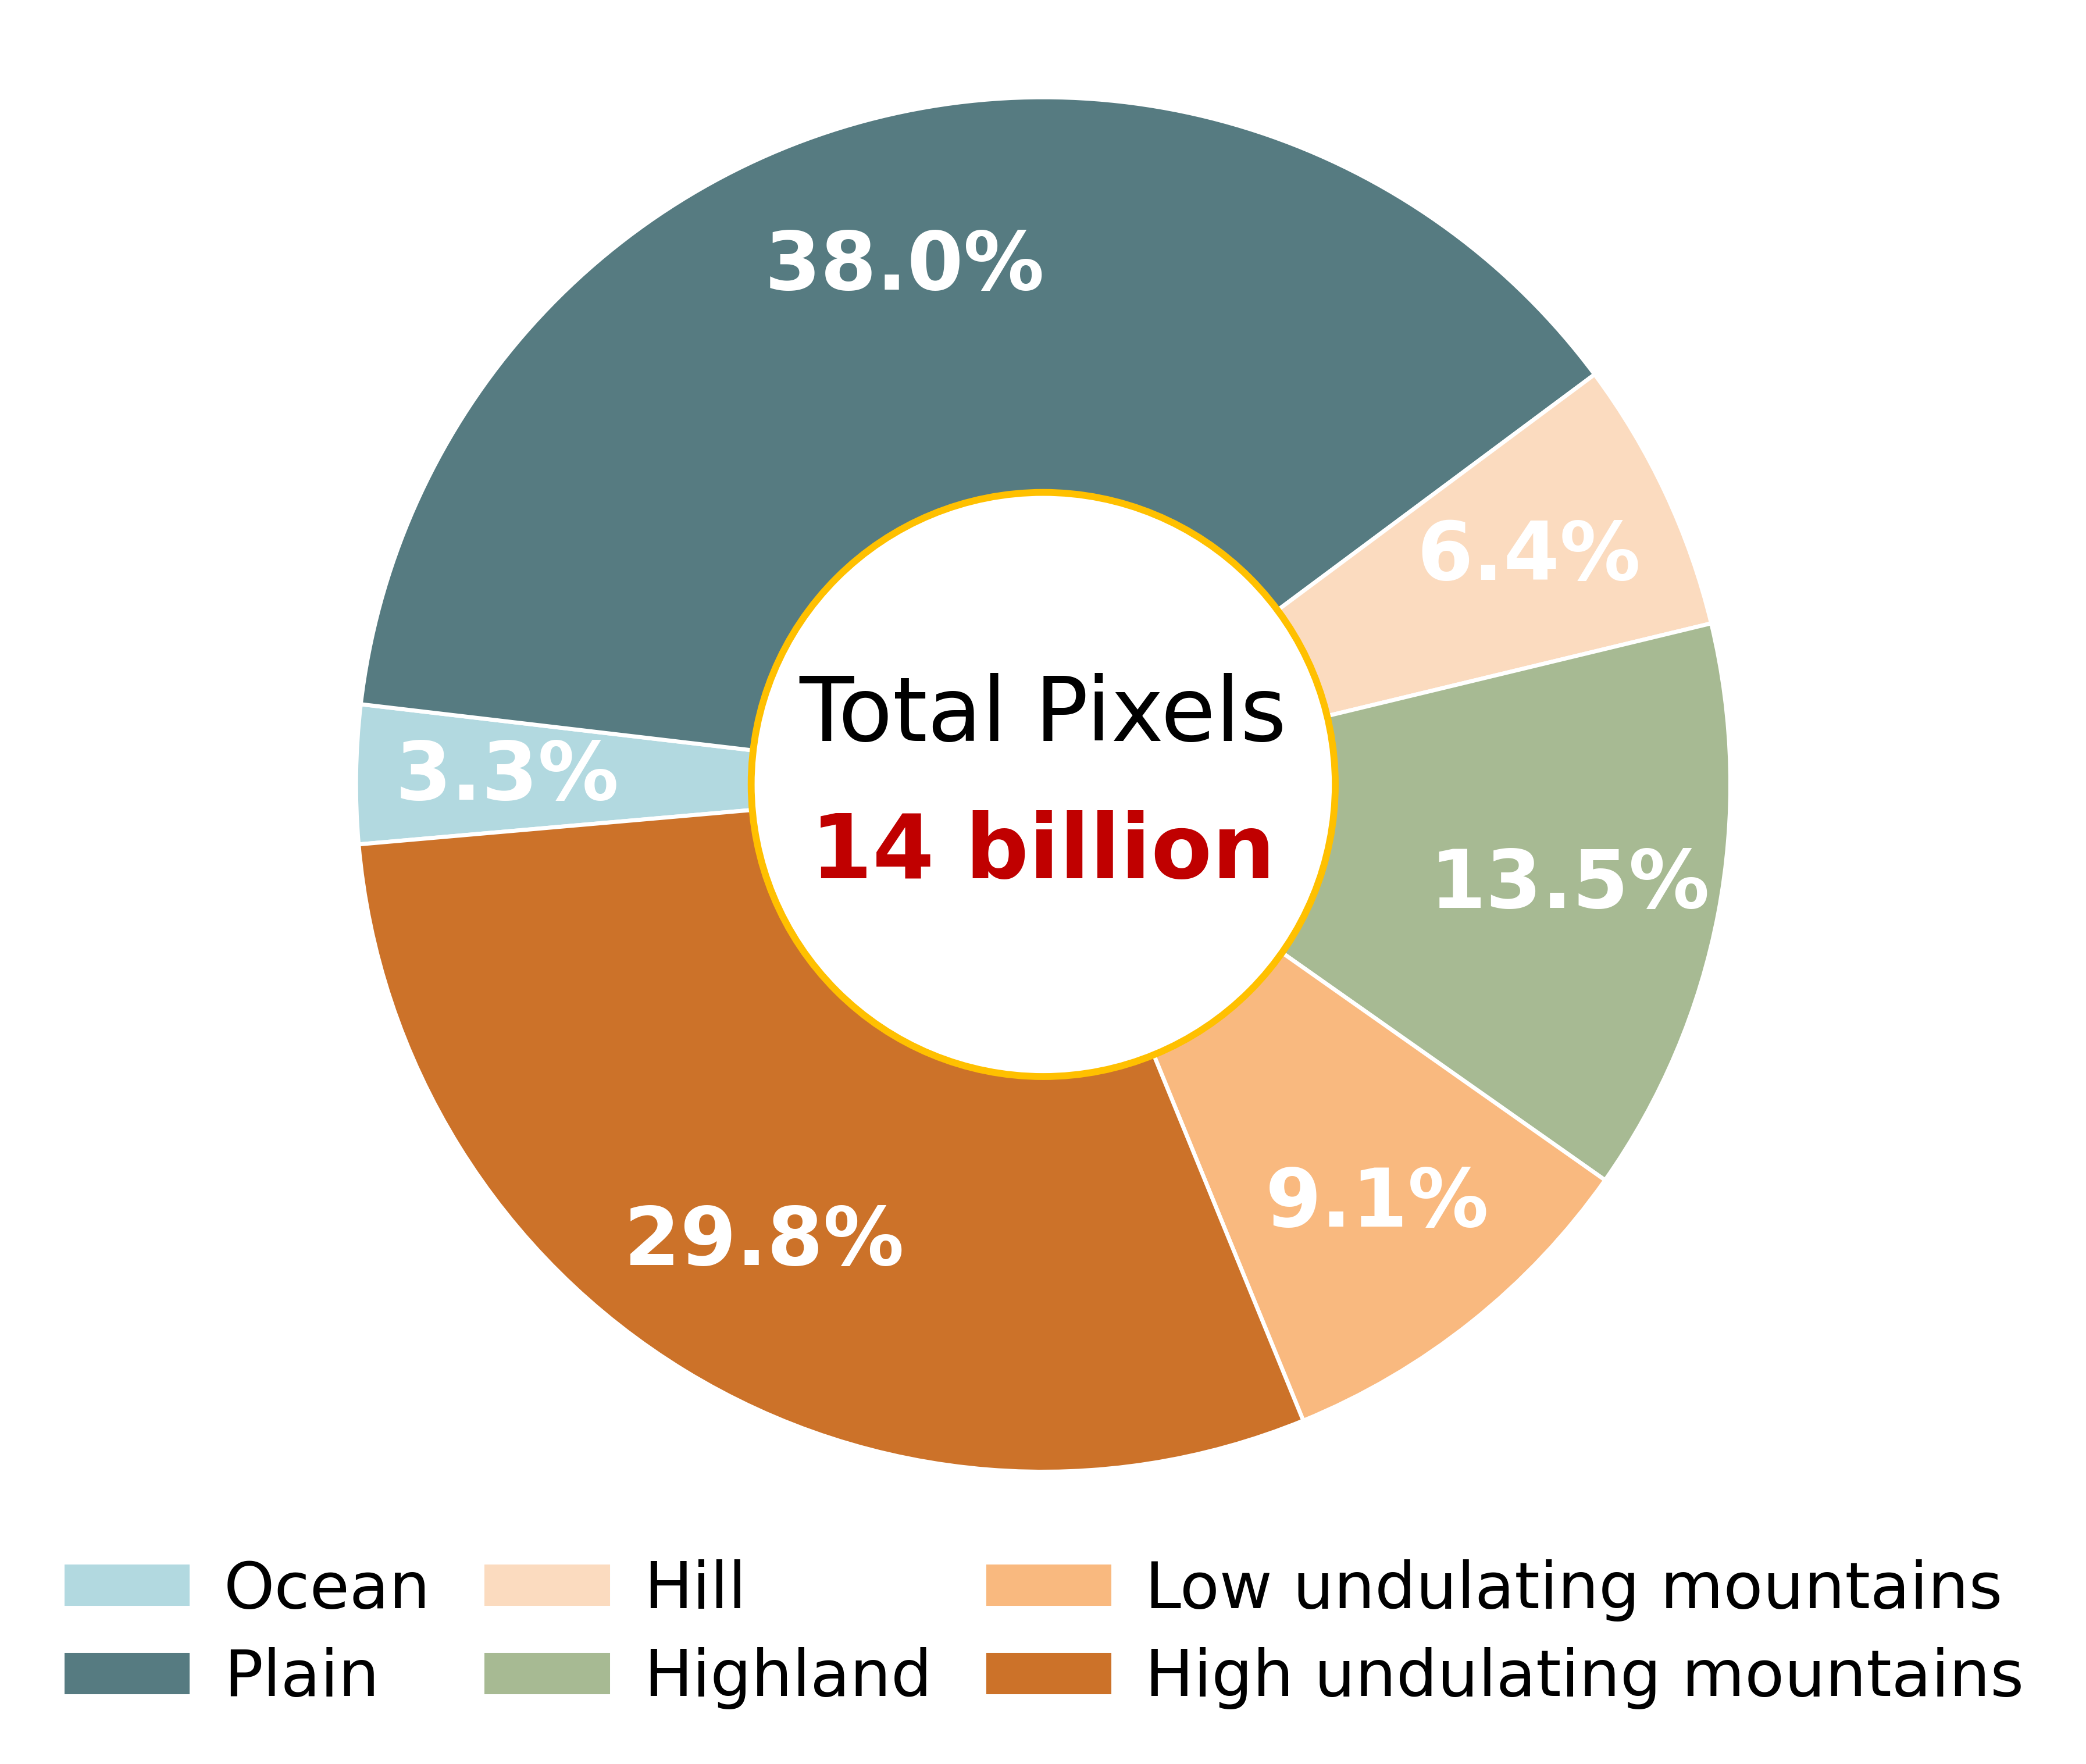 38.0%
6.4%
3.3%
Total Pixels
14 billion
13.5%
9.1%
29.8%
Ocean
Hill
Low undulating mountains
Plain
Highland
High undulating mountains